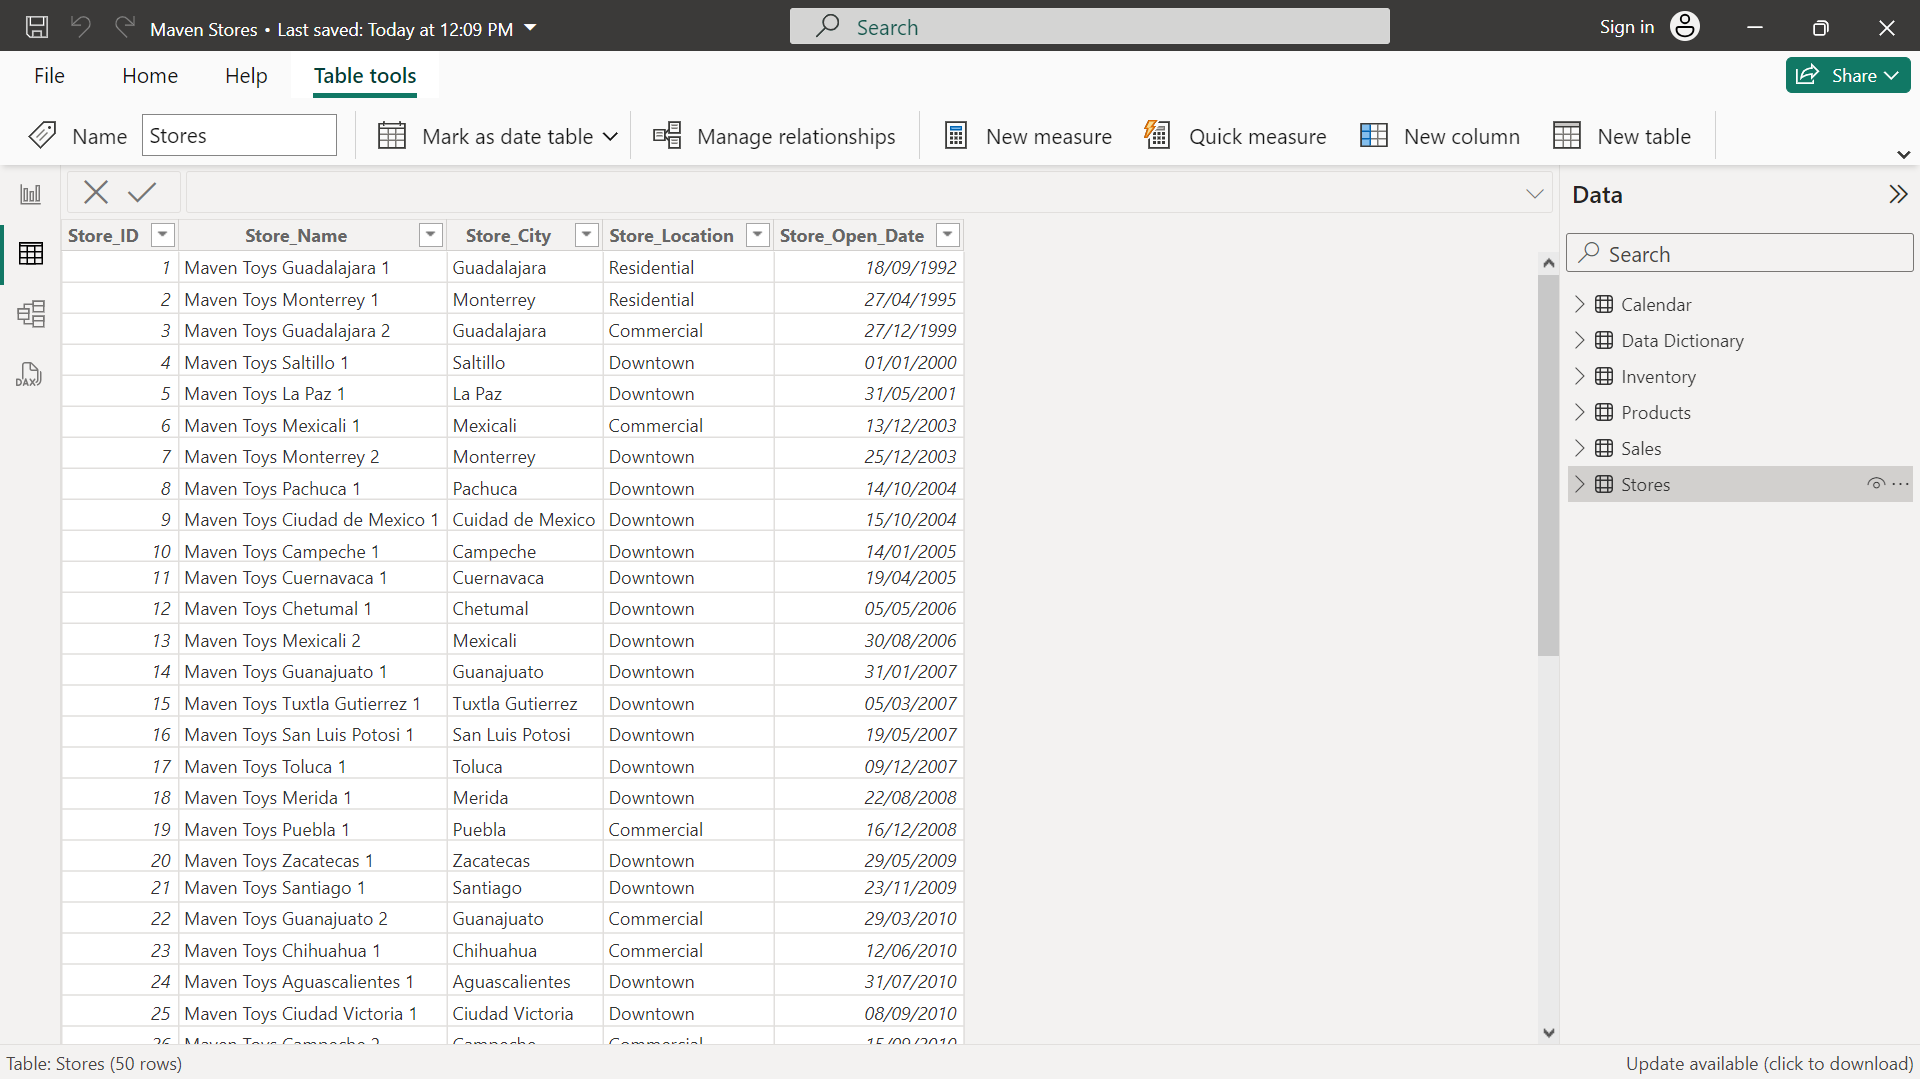 Maven Stores • Last saved: Today at 12:09 PM
Search
Sign in
File Home Help Table tools
Share
Name Stores Mark as date table Manage relationships New measure Quick measure New column New table
Store_ID Store_Name Store_City Store_Location Store_Open_Date
1 Maven Toys Guadalajara 1 Guadalajara Residential 18/09/1992
2 Maven Toys Monterrey 1 Monterrey Residential 27/04/1995
3 Maven Toys Guadalajara 2 Guadalajara Commercial 27/12/1999
4 Maven Toys Saltillo 1 Saltillo Downtown 01/01/2000
5 Maven Toys La Paz 1 La Paz Downtown 31/05/2001
6 Maven Toys Mexicali 1 Mexicali Commercial 13/12/2003
7 Maven Toys Monterrey 2 Monterrey Downtown 25/12/2003
8 Maven Toys Pachuca 1 Pachuca Downtown 14/10/2004
9 Maven Toys Ciudad de Mexico 1 Cuidad de Mexico Downtown 15/10/2004
10 Maven Toys Campeche 1 Campeche Downtown 14/01/2005
11 Maven Toys Cuernavaca 1 Cuernavaca Downtown 19/04/2005
12 Maven Toys Chetumal 1 Chetumal Downtown 05/05/2006
13 Maven Toys Mexicali 2 Mexicali Downtown 30/08/2006
14 Maven Toys Guanajuato 1 Guanajuato Downtown 31/01/2007
15 Maven Toys Tuxtla Gutierrez 1 Tuxtla Gutierrez Downtown 05/03/2007
16 Maven Toys San Luis Potosi 1 San Luis Potosi Downtown 19/05/2007
17 Maven Toys Toluca 1 Toluca Downtown 09/12/2007
18 Maven Toys Merida 1 Merida Downtown 22/08/2008
19 Maven Toys Puebla 1 Puebla Commercial 16/12/2008
20 Maven Toys Zacatecas 1 Zacatecas Downtown 29/05/2009
21 Maven Toys Santiago 1 Santiago Downtown 23/11/2009
22 Maven Toys Guanajuato 2 Guanajuato Commercial 29/03/2010
23 Maven Toys Chihuahua 1 Chihuahua Commercial 12/06/2010
24 Maven Toys Aguascalientes 1 Aguascalientes Downtown 31/07/2010
25 Maven Toys Ciudad Victoria 1 Ciudad Victoria Downtown 08/09/2010
26 Maven Toys Campeche 2 Campeche Commercial 15/09/2010
DAX
Data
Search
Calendar
Data Dictionary
Inventory
Products
Sales
Stores
Table: Stores (50 rows)
Update available (click to download)